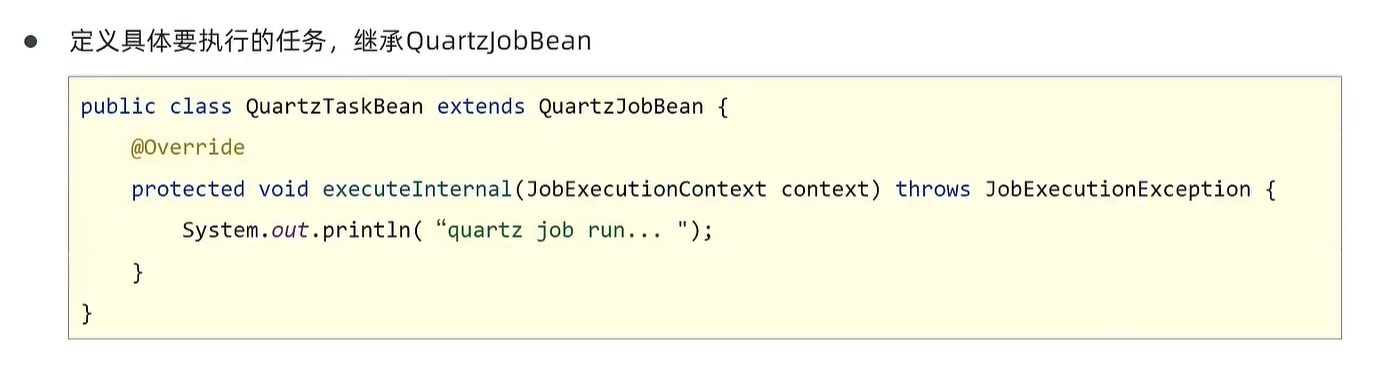 ● 定义具体要执行的任务，继承QuartzJobBean
public class QuartzTaskBean extends QuartzJobBean {
    @Override
    protected void executeInternal(JobExecutionContext context) throws JobExecutionException {
        System.out.println( “quartz job run... ");
    }
}